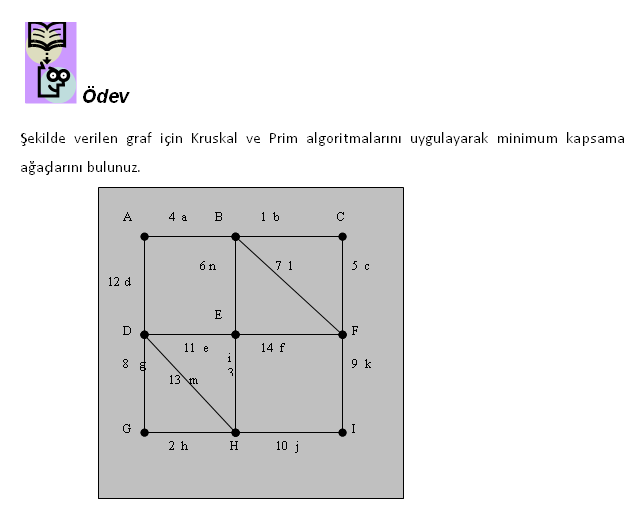 Ödev
Şekilde verilen graf için Kruskal ve Prim algoritmalarını uygulayarak minimum kapsama
ağaçlarını bulunuz.
A 4 a B 1 b C
6 n 7 l 5 c
12 d
E
D F
11 e 14 f
8 g i 9 k
3
13 m
G I
2 h H 10 j